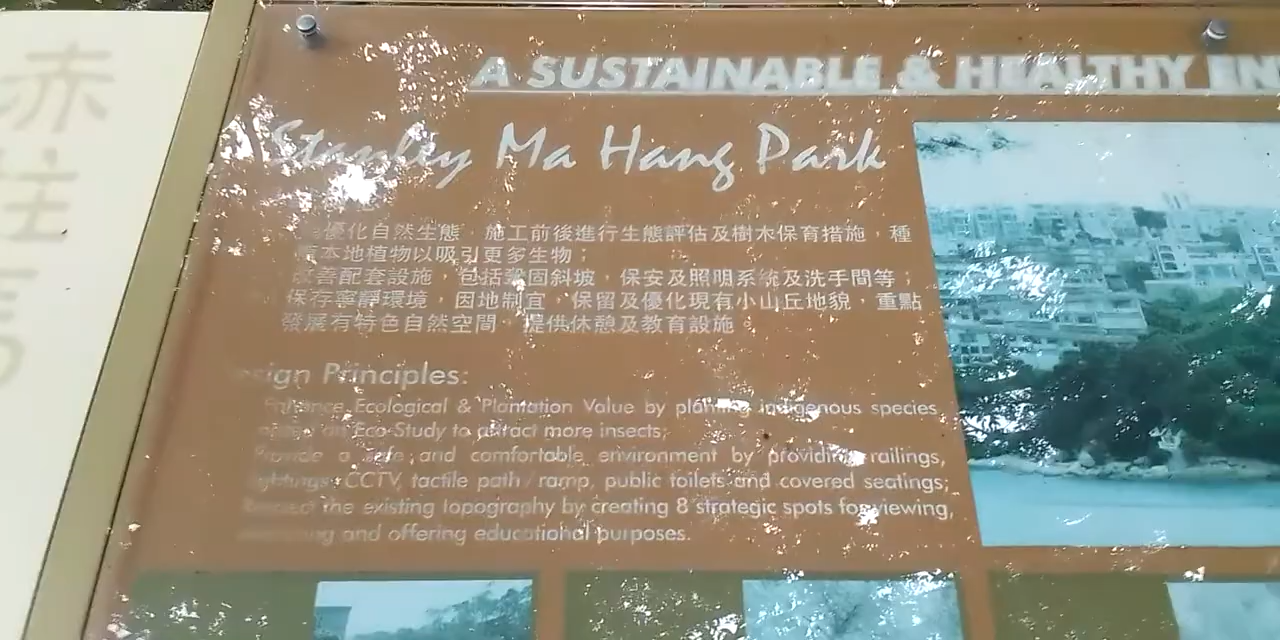 赤
柱
馬
A SUSTAINABLE & HEALTHY EN
Stanley Ma Hang Park
優化自然生態，施工前後進行生態評估及樹木保育措施，種
本地植物以吸引更多生物；
改善配套設施，包括鞏固斜坡，保安及照明系統及洗手間等；
保存寧靜環境，因地制宜，保留及優化現有小山丘地貌，重點
發展有特色自然空間，提供休憩及教育設施。
Design Principles:
Enhance Ecological & Plantation Value by planting indigenous species
Eco-Study to attract more insects;
Provide a safe and comfortable environment by providing railings,
lightings, CCTV, tactile path / ramp, public toilets and covered seatings;
Respect the existing topography by creating 8 strategic spots for viewing,
and offering educational purposes.